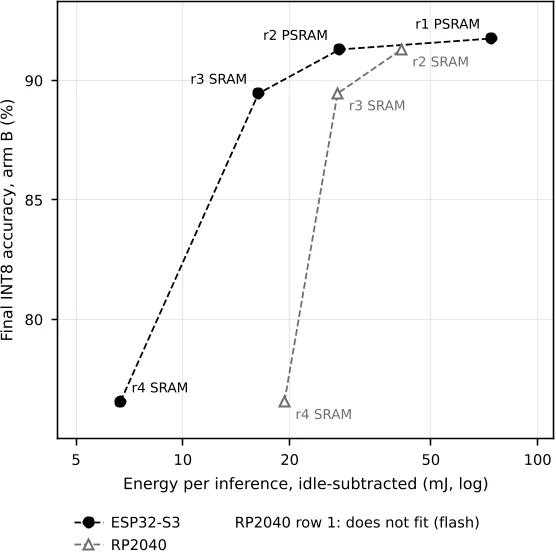 r1 PSRAM
r2 PSRAM
r2 SRAM
r3 SRAM
r3 SRAM
r4 SRAM
r4 SRAM
Final INT8 accuracy, arm B (%)
90
85
80
5
10
20
50
100
Energy per inference, idle-subtracted (mJ, log)
ESP32-S3
RP2040 row 1: does not fit (flash)
RP2040